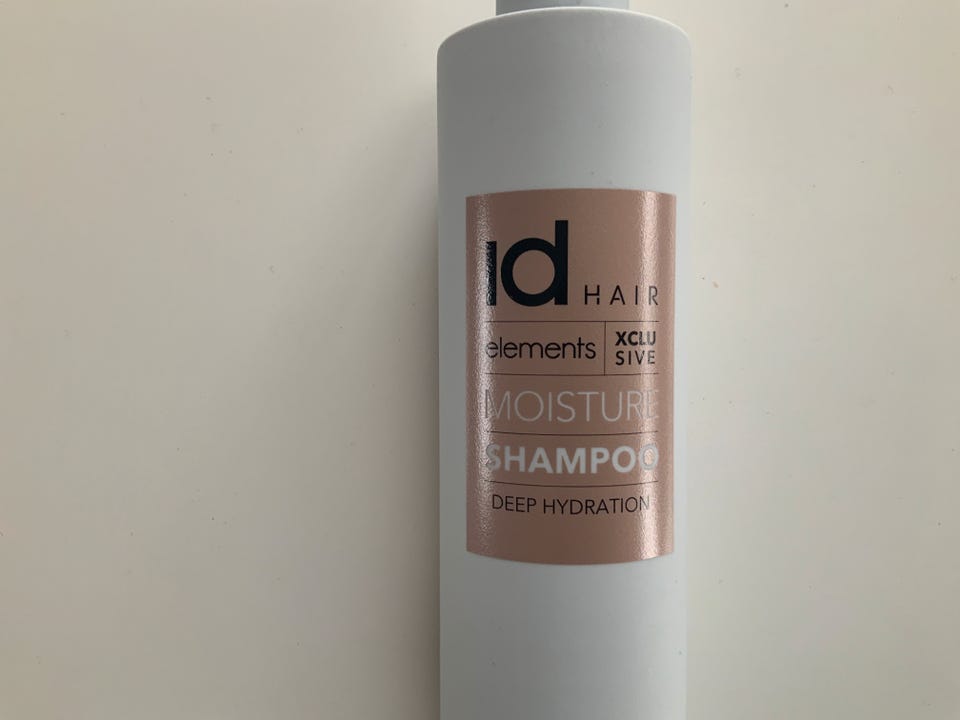 id HAIR
elements XCLU
SIVE
MOISTURE
SHAMPOO
DEEP HYDRATION